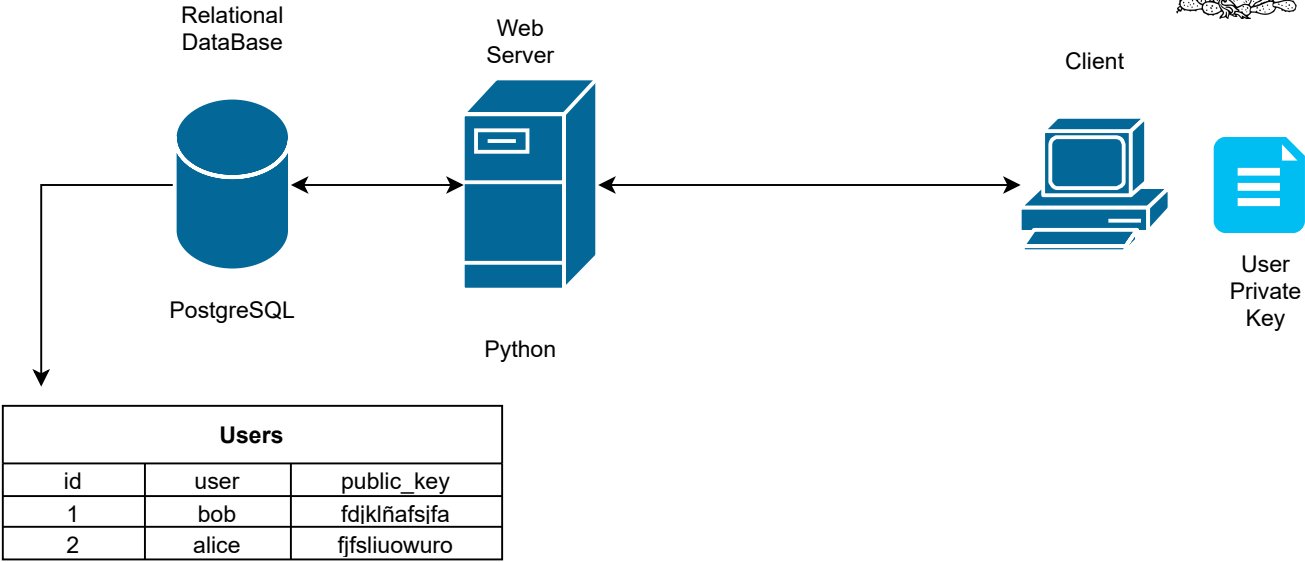 Relational
DataBase
Web
Server
Client
PostgreSQL
Python
User
Private
Key
Users
id user public_key
1 bob fdjklñafsjfa
2 alice fjfsliuowuro